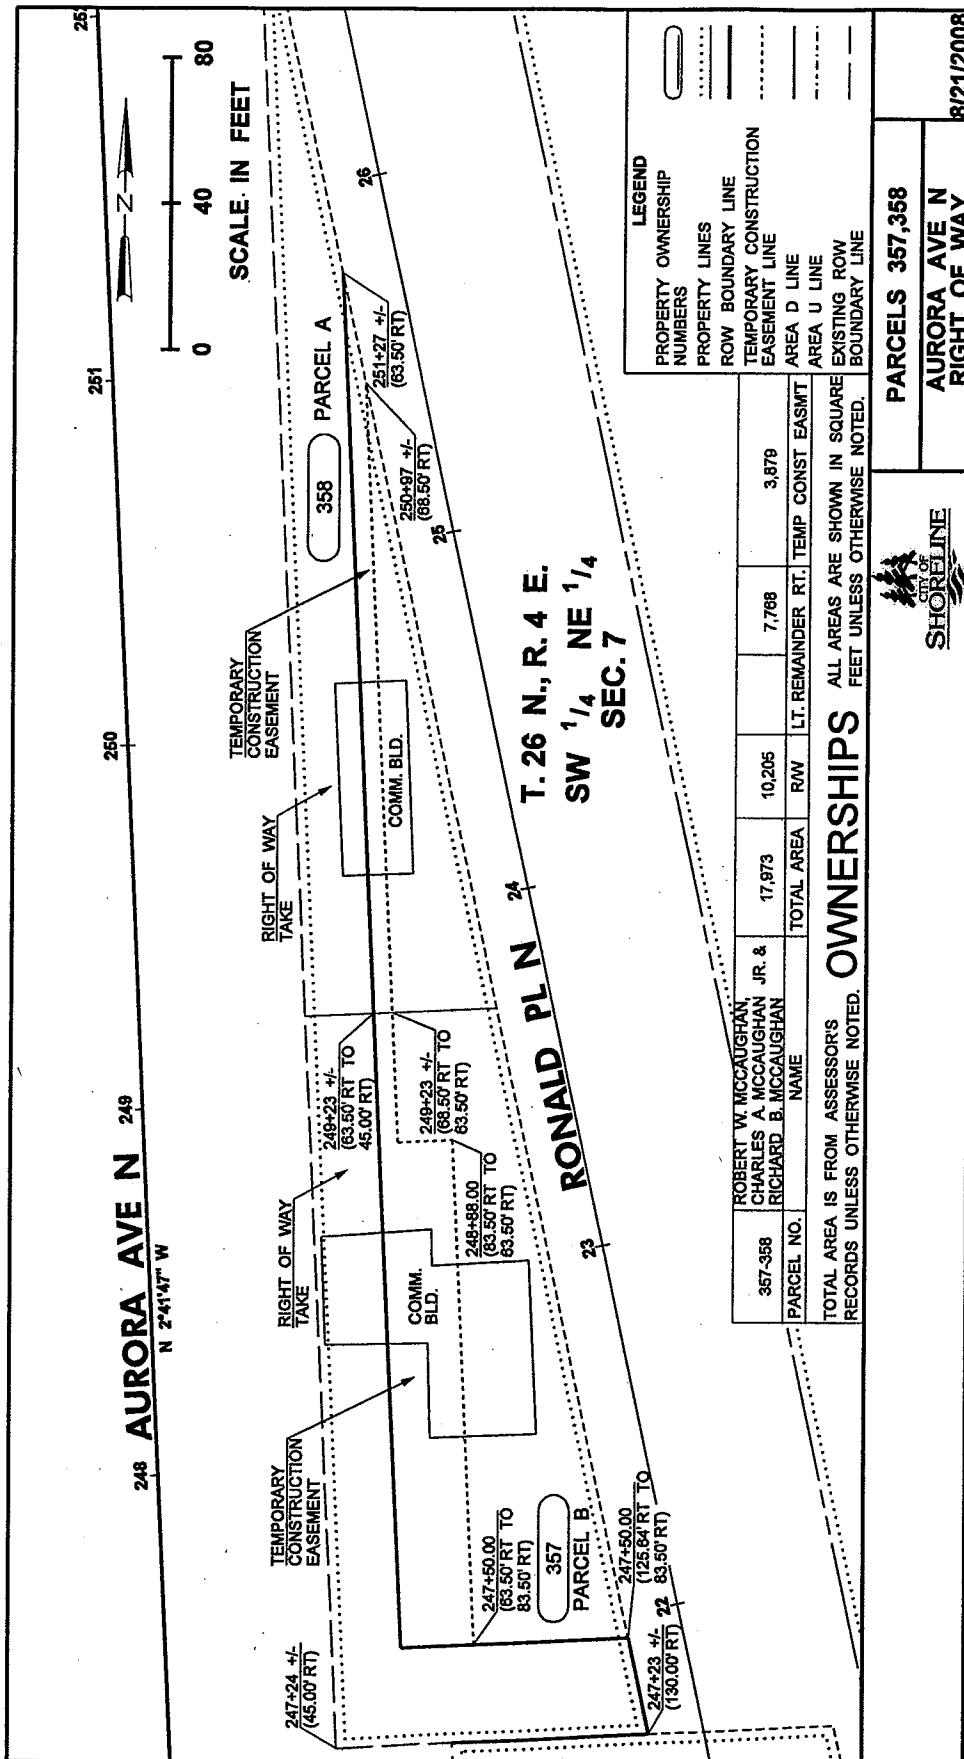 AURORA AVE N
N 2°41'47" W
248
249
250
251
N
0
40
80
SCALE IN FEET
247+24 +/-
(45.00' RT)
TEMPORARY
CONSTRUCTION
EASEMENT
RIGHT OF WAY
TAKE
RIGHT OF WAY
TAKE
TEMPORARY
CONSTRUCTION
EASEMENT
358
PARCEL A
249+23 +/-
(63.50' RT TO
45.00' RT)
249+23 +/-
(68.50' RT TO
63.50' RT)
248+88.00
(83.50' RT TO
63.50' RT)
COMM.
BLD.
COMM. BLD.
251+27 +/-
(63.50' RT)
250+97 +/-
(68.50' RT)
247+50.00
(63.50' RT TO
83.50' RT)
357
PARCEL B
247+50.00
(125.64' RT TO
83.50' RT)
247+23 +/-
(130.00' RT)
22
23
24
25
26
RONALD PL N
T. 26 N., R. 4 E.
SW 1/4 NE 1/4
SEC. 7
LEGEND
PROPERTY OWNERSHIP
NUMBERS
PROPERTY LINES
ROW BOUNDARY LINE
TEMPORARY CONSTRUCTION
EASEMENT LINE
AREA D LINE
AREA U LINE
EXISTING ROW
BOUNDARY LINE
357-358
ROBERT W. MCCAUGHAN,
CHARLES A. MCCAUGHAN JR. &
RICHARD B. MCCAUGHAN
17,973
10,205
7,768
3,879
PARCEL NO.
NAME
TOTAL AREA
R/W
LT. REMAINDER RT.
TEMP CONST EASM'T
TOTAL AREA IS FROM ASSESSOR'S
RECORDS UNLESS OTHERWISE NOTED.
OWNERSHIPS
ALL AREAS ARE SHOWN IN SQUARE
FEET UNLESS OTHERWISE NOTED.
CITY OF
SHORELINE
PARCELS 357,358
AURORA AVE N
RIGHT OF WAY
8/21/2008